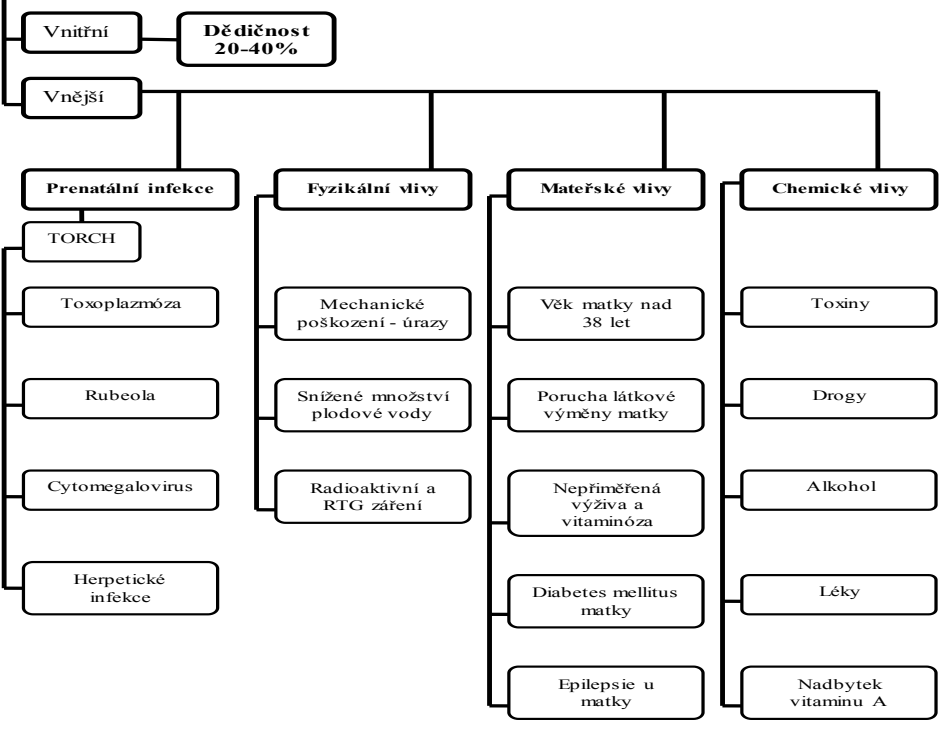 Vnitřní
Dědičnost
20-40%
Vnější
Prenatální infekce
TORCH
Toxoplazmóza
Rubeola
Cytomegalovirus
Herpetické
infekce
Fyzikální vlivy
Mechanické
poškození - úrazy
Snížené množství
plodové vody
Radioaktivní a
RTG záření
Mateřské vlivy
Věk matky nad
38 let
Porucha látkové
výměny matky
Nepřiměřená
výživa a
vitaminóza
Diabetes mellitus
matky
Epilepsie u
matky
Chemické vlivy
Toxiny
Drogy
Alkohol
Léky
Nadbytek
vitaminu A